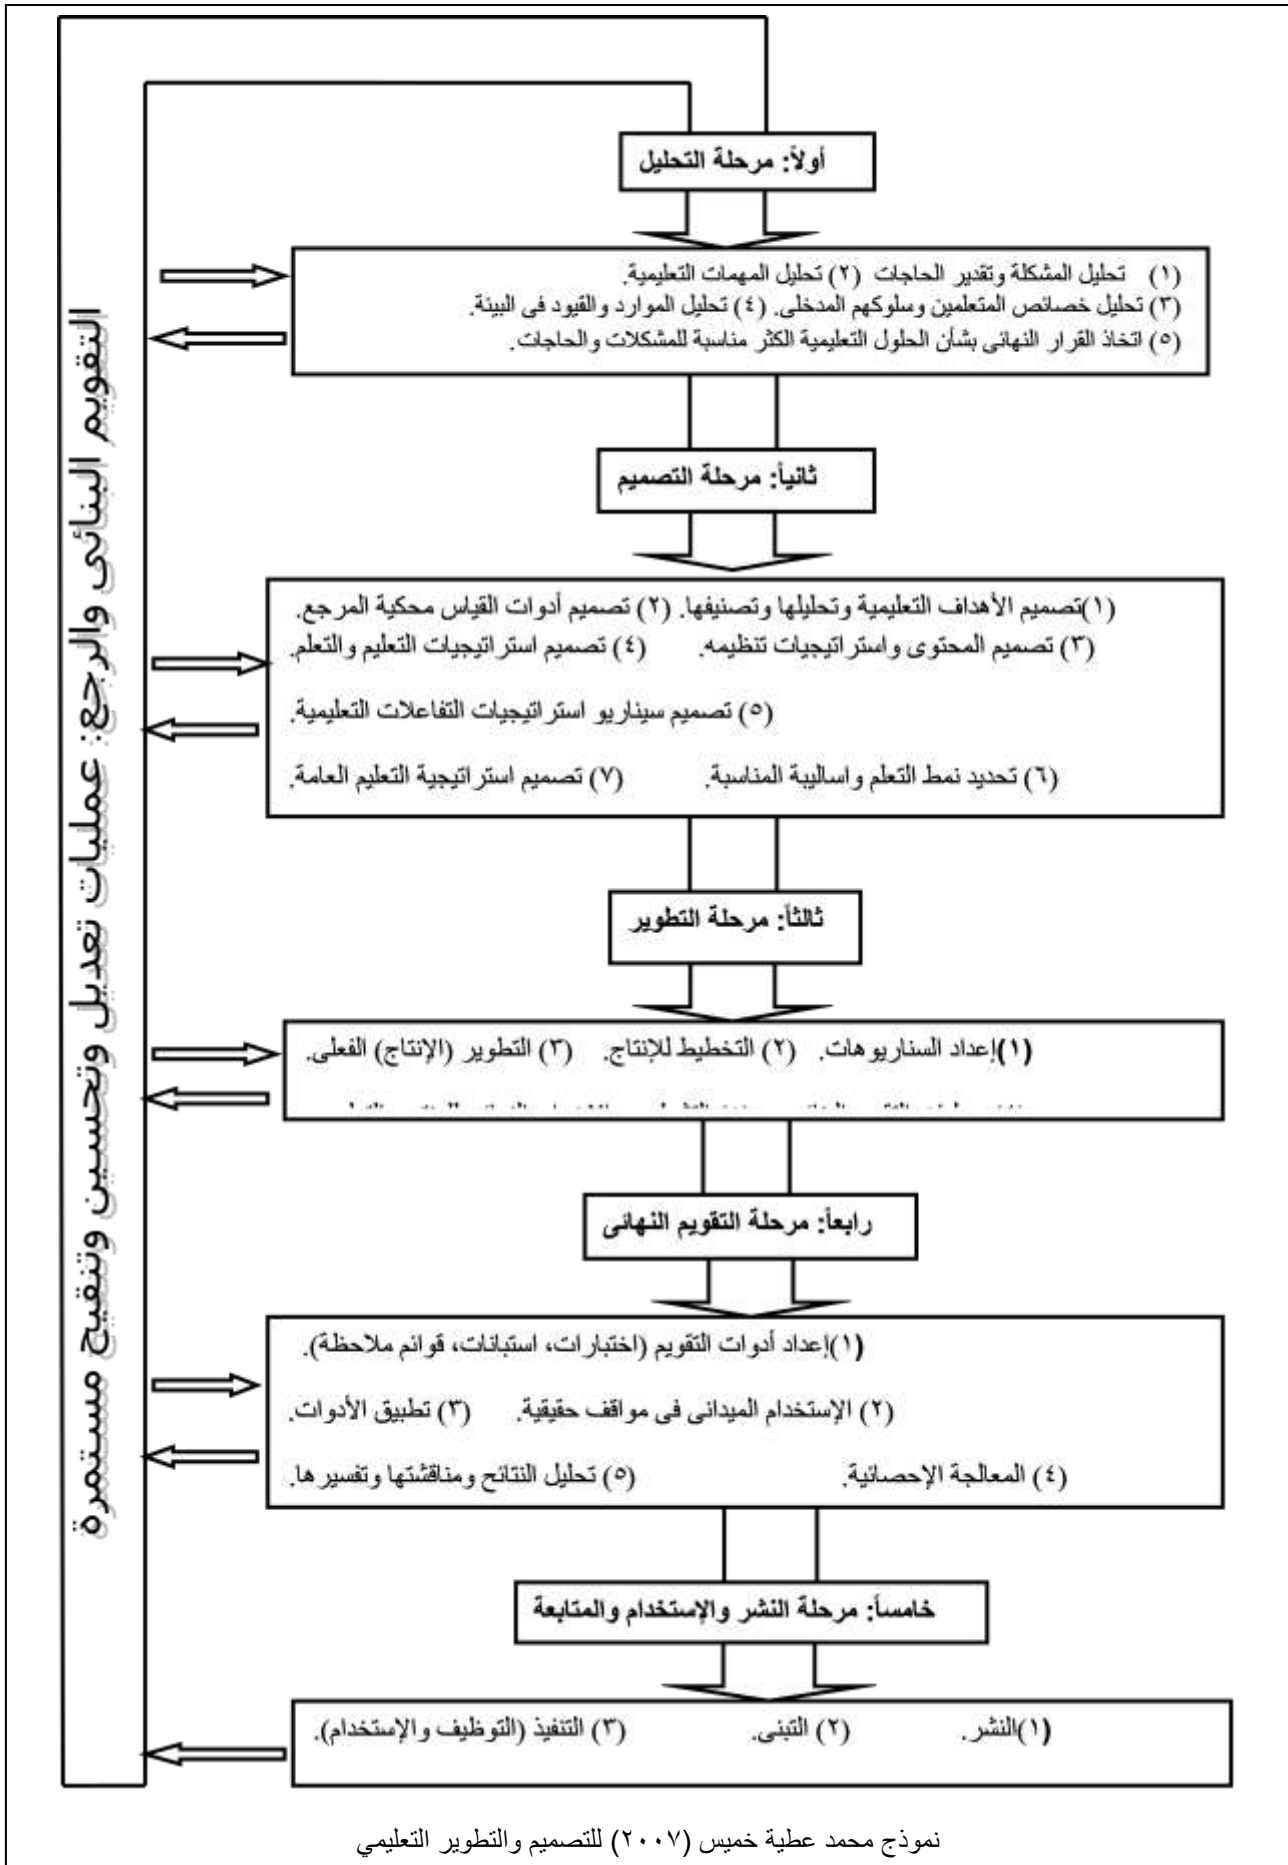 أولاً: مرحلة التحليل
(١) تحليل المشكلة وتقدير الحاجات (٢) تحليل المهمات التعليمية.
(٣) تحليل خصائص المتعلمين وسلوكهم المدخلى. (٤) تحليل الموارد والقيود فى البيئة.
(٥) اتخاذ القرار النهائى بشأن الحلول التعليمية الكثر مناسبة للمشكلات والحاجات.
ثانياً: مرحلة التصميم
(١)تصميم الأهداف التعليمية وتحليلها وتصنيفها. (٢) تصميم أدوات القياس محكية المرجع.
(٣) تصميم المحتوى واستراتيجيات تنظيمه. (٤) تصميم استراتيجيات التعليم والتعلم.
(٥) تصميم سيناريو استراتيجيات التفاعلات التعليمية.
(٦) تحديد نمط التعلم واساليبة المناسبة. (٧) تصميم استراتيجية التعليم العامة.
ثالثاً: مرحلة التطوير
(١)إعداد السناريوهات. (٢) التخطيط للإنتاج. (٣) التطوير (الإنتاج) الفعلى.
رابعاً: مرحلة التقويم النهائى
(١)إعداد أدوات التقويم (اختبارات، استبانات، قوائم ملاحظة).
(٢) الإستخدام الميدانى فى مواقف حقيقية. (٣) تطبيق الأدوات.
(٤) المعالجة الإحصائية. (٥) تحليل النتائج ومناقشتها وتفسيرها.
خامساً: مرحلة النشر والإستخدام والمتابعة
(١)النشر. (٢) التبنى. (٣) التنفيذ (التوظيف والإستخدام).
التقويم البنائى والرجع: عمليات تعديل وتحسين وتنقيح مستمرة
نموذج محمد عطية خميس (٢٠٠٧) للتصميم والتطوير التعليمي